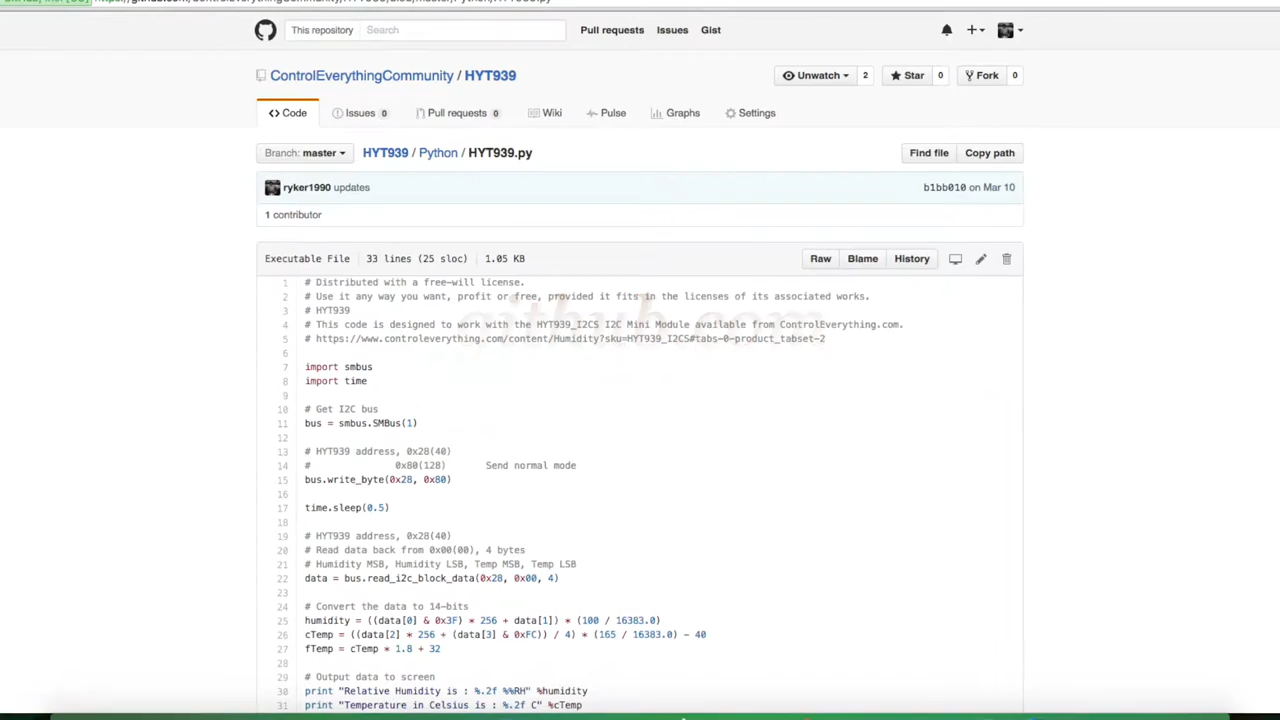 This repository Search Pull requests Issues Gist
ControlEverythingCommunity / HYT939 Unwatch 2 Star 0 Fork 0
Code Issues 0 Pull requests 0 Wiki Pulse Graphs Settings
Branch: master HYT939 / Python / HYT939.py Find file Copy path
ryker1990 updates b1bb010 on Mar 10
1 contributor
Executable File 33 lines (25 sloc) 1.05 KB Raw Blame History
1 # Distributed with a free-will license.
2 # Use it any way you want, profit or free, provided it fits in the licenses of its associated works.
3 # HYT939
4 # This code is designed to work with the HYT939_I2CS I2C Mini Module available from ControlEverything.com.
5 # https://www.controleverything.com/content/Humidity?sku=HYT939_I2CS#tabs-0-product_tabset-2
6
7 import smbus
8 import time
9
10 # Get I2C bus
11 bus = smbus.SMBus(1)
12
13 # HYT939 address, 0x28(40)
14 # 0x80(128) Send normal mode
15 bus.write_byte(0x28, 0x80)
16
17 time.sleep(0.5)
18
19 # HYT939 address, 0x28(40)
20 # Read data back from 0x00(00), 4 bytes
21 # Humidity MSB, Humidity LSB, Temp MSB, Temp LSB
22 data = bus.read_i2c_block_data(0x28, 0x00, 4)
23
24 # Convert the data to 14-bits
25 humidity = ((data[0] & 0x3F) * 256 + data[1]) * (100 / 16383.0)
26 cTemp = ((data[2] * 256 + (data[3] & 0xFC)) / 4) * (165 / 16383.0) - 40
27 fTemp = cTemp * 1.8 + 32
28
29 # Output data to screen
30 print "Relative Humidity is : %.2f %%RH" %humidity
31 print "Temperature in Celsius is : %.2f C" %cTemp
github.com